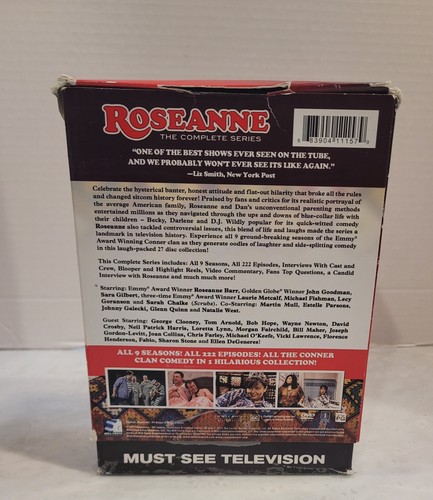 ROSEANNE
THE COMPLETE SERIES
6 83904 11157 9
"ONE OF THE BEST SHOWS EVER SEEN ON THE TUBE,
AND WE PROBABLY WON'T EVER SEE ITS LIKE AGAIN."
—Liz Smith, New York Post
Celebrate the hysterical banter, honest attitude and flat-out hilarity that broke all the rules
and changed sitcom history forever! Praised by fans and critics for its realistic portrayal of
the average American family, Roseanne and Dan's unconventional parenting methods
entertained millions as they navigated through the ups and downs of blue-collar life with
their children – Becky, Darlene and D.J. Wildly popular for its quick-witted comedy
Roseanne also tackled controversial issues, this blend of life and laughs made the series a
landmark in television history. Experience all 9 ground-breaking seasons of the Emmy®
Award Winning Conner clan as they generate oodles of laughter and side-splitting comedy
in this laugh-packed 27 disc collection!
This Complete Series includes: All 9 Seasons, All 222 Episodes, Interviews With Cast and
Crew, Blooper and Highlight Reels, Video Commentary, Fans Top Questions, a Candid
Interview with Roseanne and much much more!
Starring: Emmy® Award Winner Roseanne Barr, Golden Globe® Winner John Goodman,
Sara Gilbert, three-time Emmy® Award Winner Laurie Metcalf, Michael Fishman, Lecy
Goranson and Sarah Chalke (Scrubs). Co-Starring: Martin Mull, Estelle Parsons,
Johnny Galecki, Glenn Quinn and Natalie West.
Guest Starring: George Clooney, Tom Arnold, Bob Hope, Wayne Newton, David
Crosby, Neil Patrick Harris, Loretta Lynn, Morgan Fairchild, Bill Maher, Joseph
Gordon-Levitt, Joan Collins, Chris Farley, Michael O'Keefe, Vicki Lawrence, Florence
Henderson, Fabio, Sharon Stone and Ellen DeGeneres!
ALL 9 SEASONS! ALL 222 EPISODES! ALL THE CONNER
CLAN COMEDY IN 1 HILARIOUS COLLECTION!
DVD
MUST SEE TELEVISION